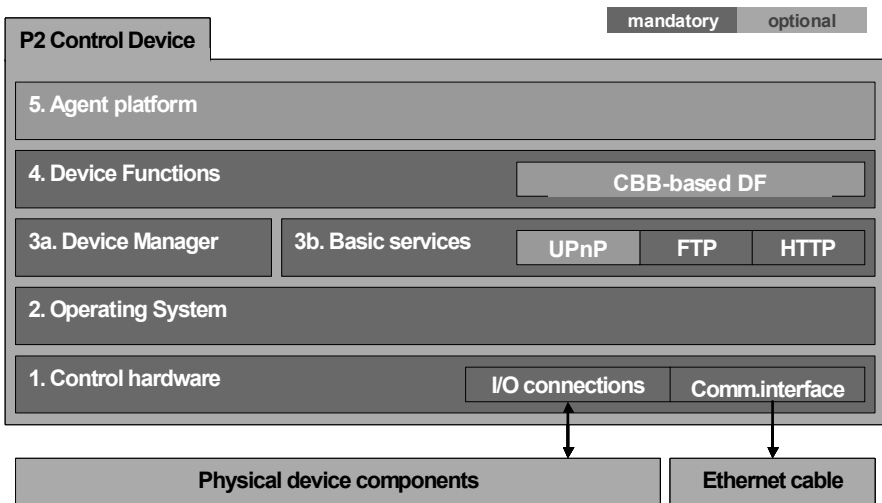 mandatory optional
P2 Control Device
5. Agent platform
4. Device Functions
CBB-based DF
3a. Device Manager
3b. Basic services
UPnP
FTP
HTTP
2. Operating System
1. Control hardware
I/O connections
Comm.interface
Physical device components
Ethernet cable